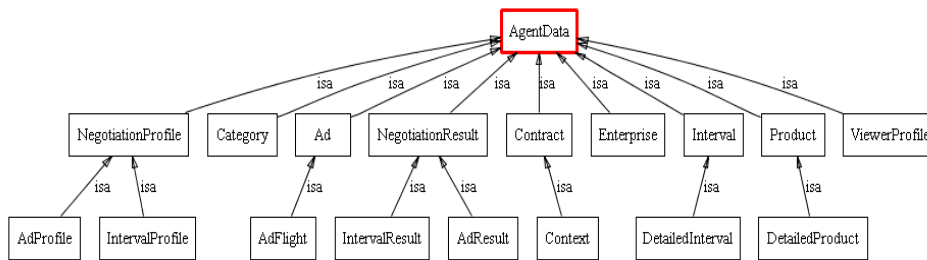 AgentData
isa isa isa isa isa isa isa isa isa
NegotiationProfile Category Ad NegotiationResult Contract Enterprise Interval Product ViewerProfile
isa isa isa isa isa isa isa isa
AdProfile IntervalProfile AdFlight IntervalResult AdResult Context DetailedInterval DetailedProduct